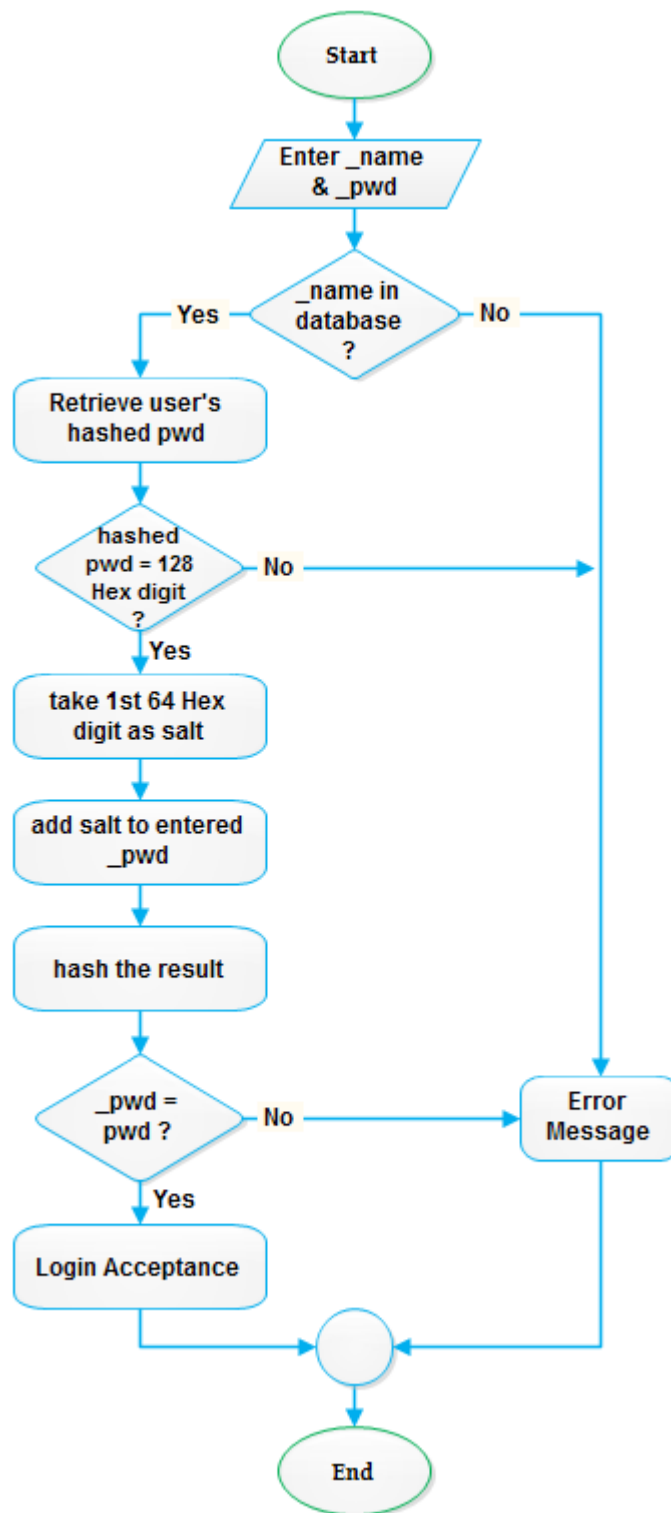 Start
Enter _name
& _pwd
_name in
database
?
Yes
No
Retrieve user's
hashed pwd
hashed
pwd = 128
Hex digit
?
No
Yes
take 1st 64 Hex
digit as salt
add salt to entered
_pwd
hash the result
_pwd =
pwd ?
No
Error
Message
Yes
Login Acceptance
End